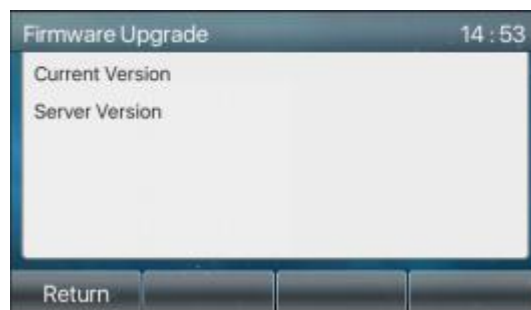 Firmware Upgrade 14 : 53
Current Version
Server Version
Return